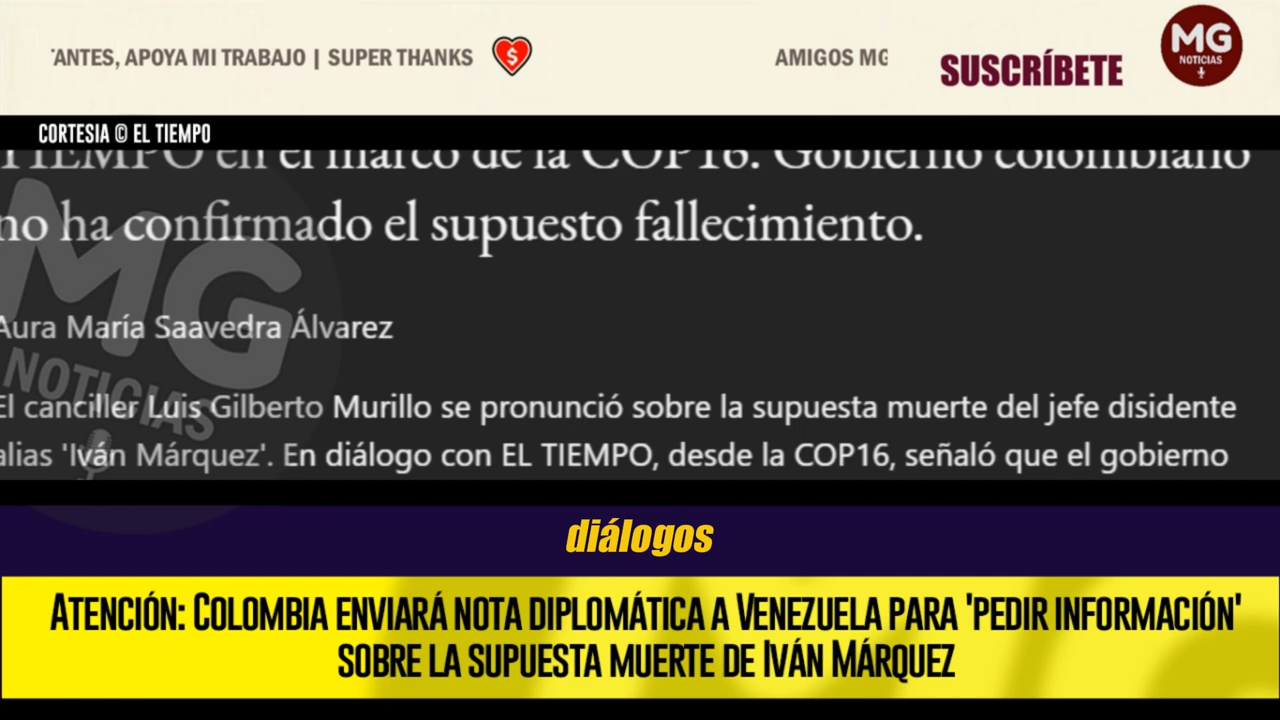 'ANTES, APOYA MI TRABAJO | SUPER THANKS
AMIGOS MG
SUSCRÍBETE
MG
NOTICIAS
CORTESIA © EL TIEMPO
TIEMPO en el marco de la COP16. Gobierno colombiano
no ha confirmado el supuesto fallecimiento.
MG
NOTICIAS
Aura María Saavedra Álvarez
El canciller Luis Gilberto Murillo se pronunció sobre la supuesta muerte del jefe disidente
alias 'Iván Márquez'. En diálogo con EL TIEMPO, desde la COP16, señaló que el gobierno
diálogos
ATENCIÓN: COLOMBIA ENVIARÁ NOTA DIPLOMÁTICA A VENEZUELA PARA 'PEDIR INFORMACIÓN'
SOBRE LA SUPUESTA MUERTE DE IVÁN MÁRQUEZ